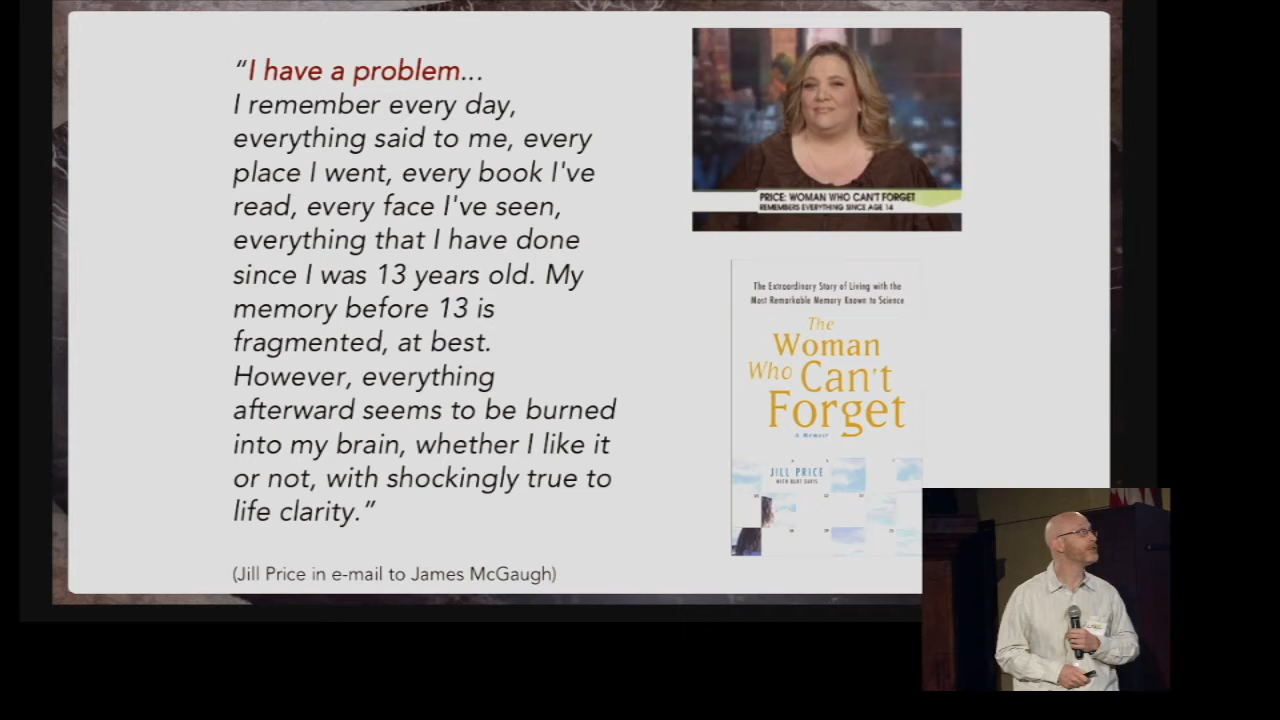 “I have a problem...
I remember every day,
everything said to me, every
place I went, every book I've
read, every face I've seen,
everything that I have done
since I was 13 years old. My
memory before 13 is
fragmented, at best.
However, everything
afterward seems to be burned
into my brain, whether I like it
or not, with shockingly true to
life clarity.”
(Jill Price in e-mail to James McGaugh)
PRICE: WOMAN WHO CAN'T FORGET
REMEMBERS EVERYTHING SINCE AGE 14
The Extraordinary Story of Living with the
Most Remarkable Memory Known to Science
The
Woman
Who Can't
Forget
A Memoir
JILL PRICE
WITH BART DAVIS